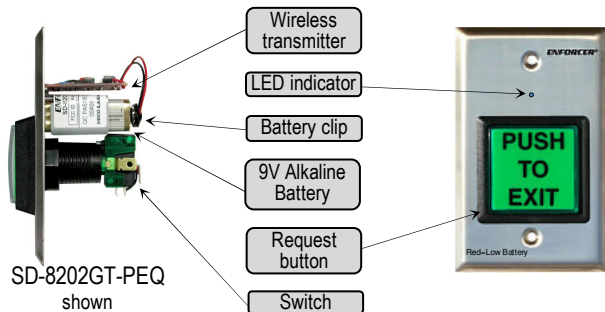 Wireless
transmitter
LED indicator
Battery clip
9V Alkaline
Battery
Request
button
Switch
SD-8202GT-PEQ
shown
ENFORCER®
PUSH
TO
EXIT
Red=Low Battery